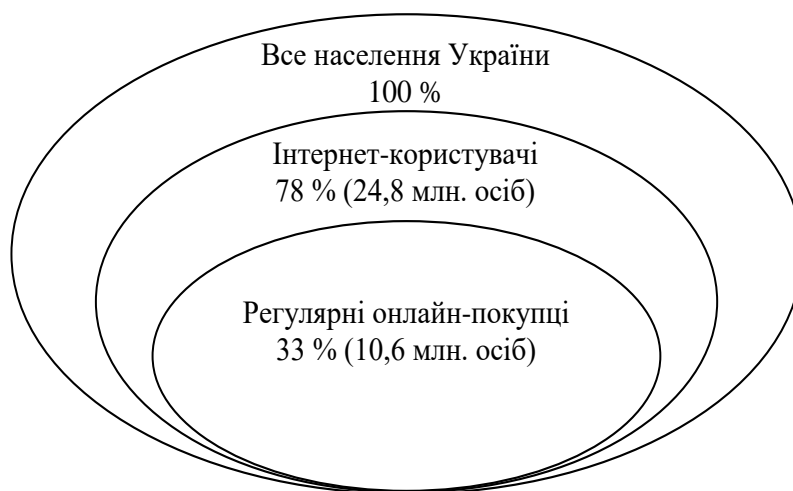 Все населення України
100 %
Інтернет-користувачі
78 % (24,8 млн. осіб)
Регулярні онлайн-покупці
33 % (10,6 млн. осіб)